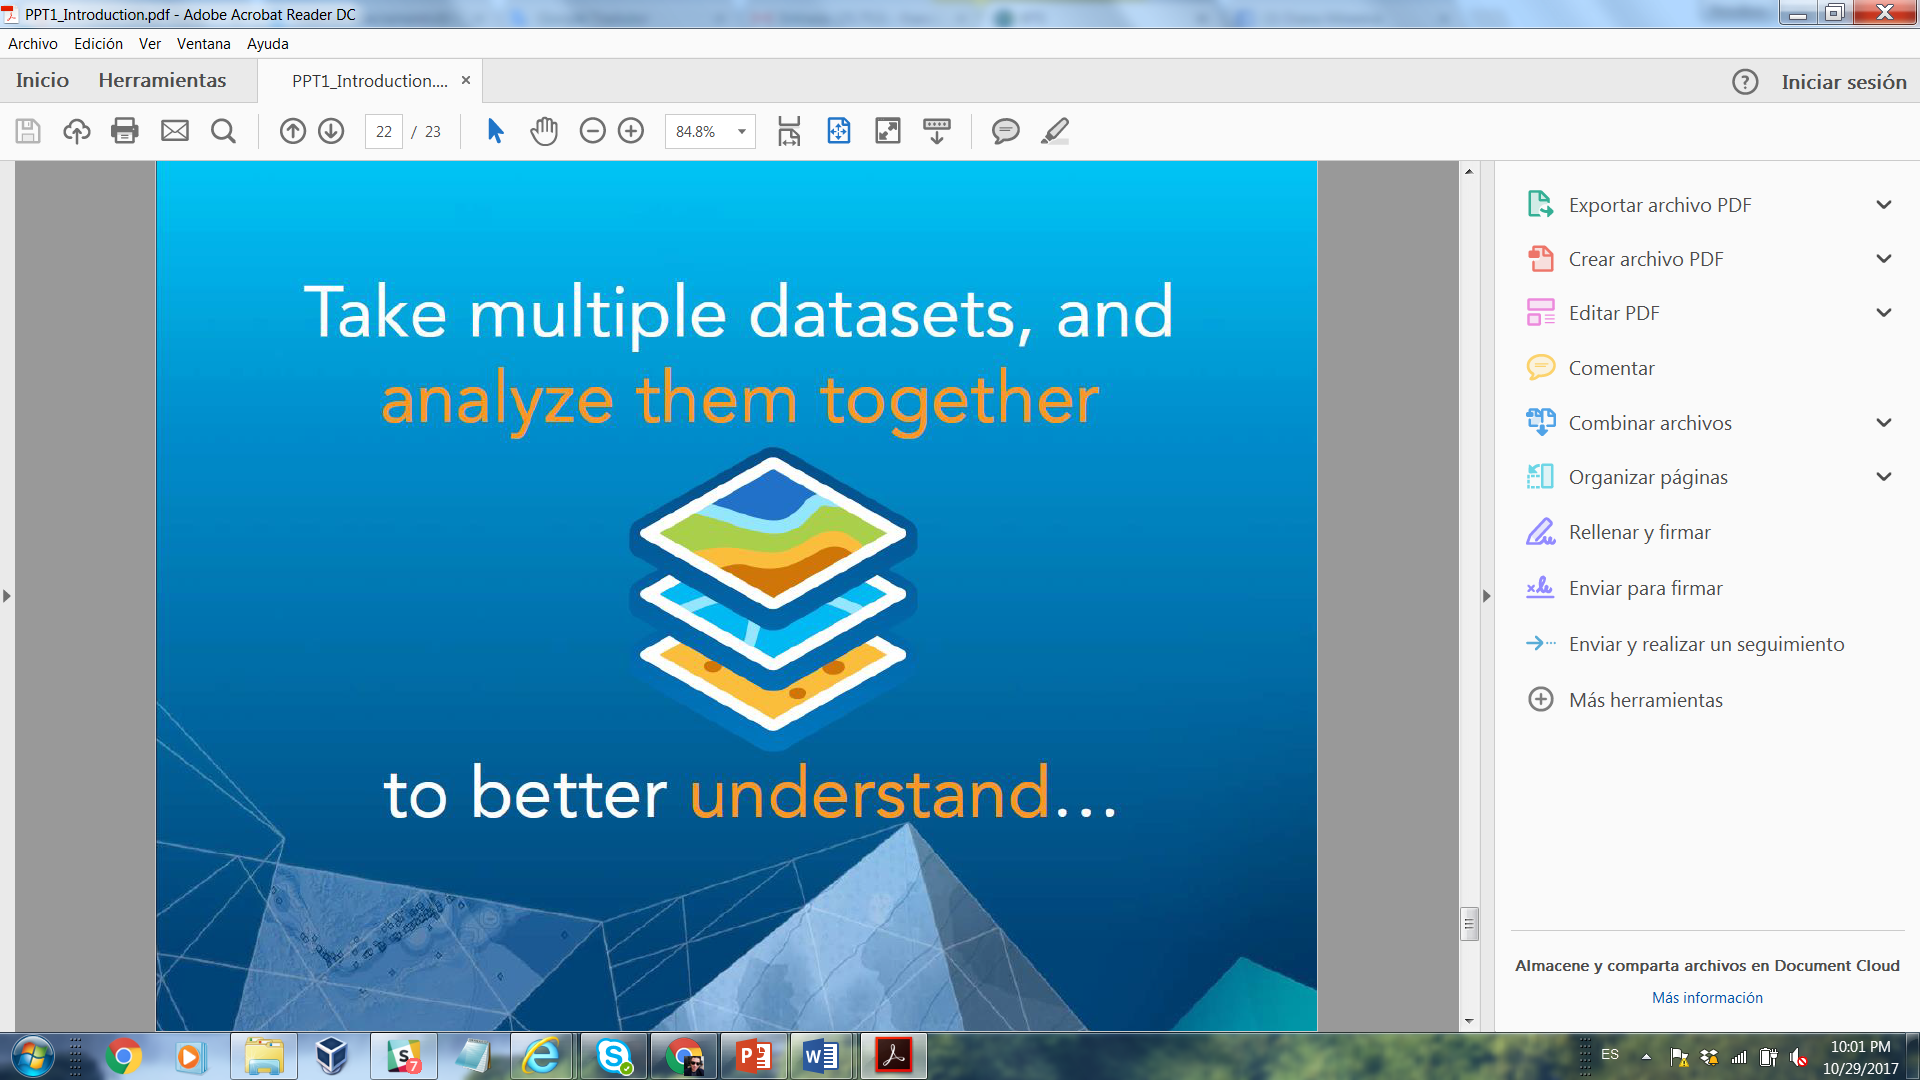 PPT1_Introduction.pdf - Adobe Acrobat Reader DC
Archivo Edición Ver Ventana Ayuda
Inicio Herramientas PPT1_Introduction.... × ? Iniciar sesión
22 / 23 84.8%
Take multiple datasets, and
analyze them together
to better understand...
Exportar archivo PDF
Crear archivo PDF
Editar PDF
Comentar
Combinar archivos
Organizar páginas
Rellenar y firmar
Enviar para firmar
Enviar y realizar un seguimiento
Más herramientas
Almacene y comparta archivos en Document Cloud
Más información
7
ES
10:01 PM
10/29/2017